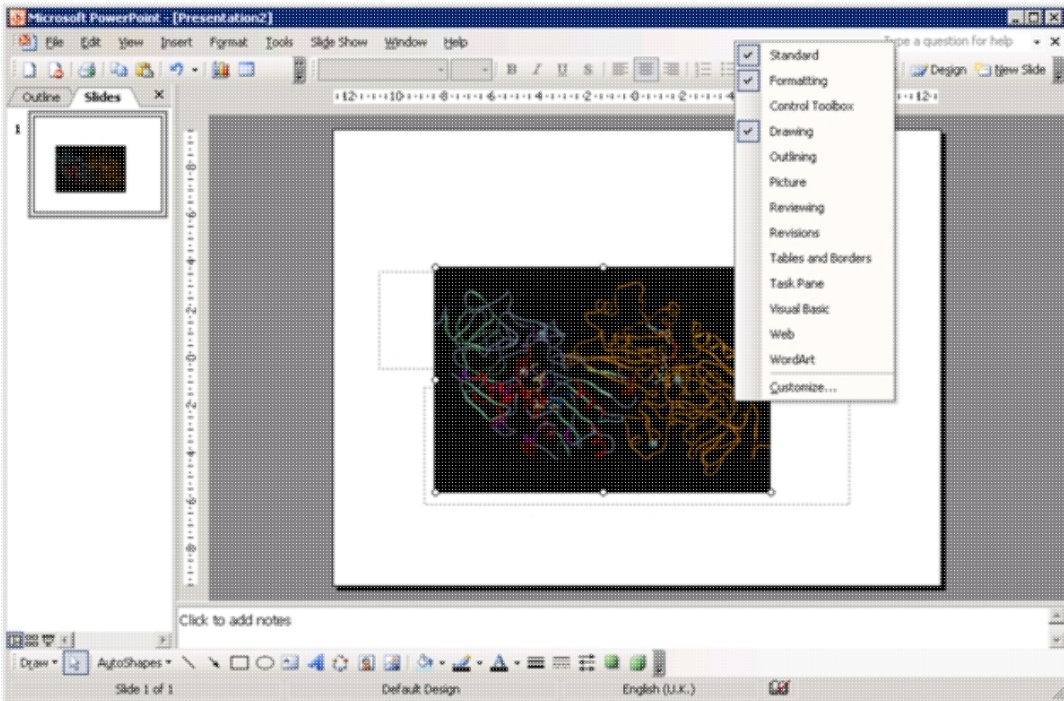 Microsoft PowerPoint - [Presentation2]
File Edit View Insert Format Tools Slide Show Window Help
Type a question for help
B I U S
Design New Slide
Outline Slides
1
Standard
Formatting
Control Toolbox
Drawing
Outlining
Picture
Reviewing
Revisions
Tables and Borders
Task Pane
Visual Basic
Web
WordArt
Customize...
Click to add notes
Draw AutoShapes
Slide 1 of 1 Default Design English (U.K.)